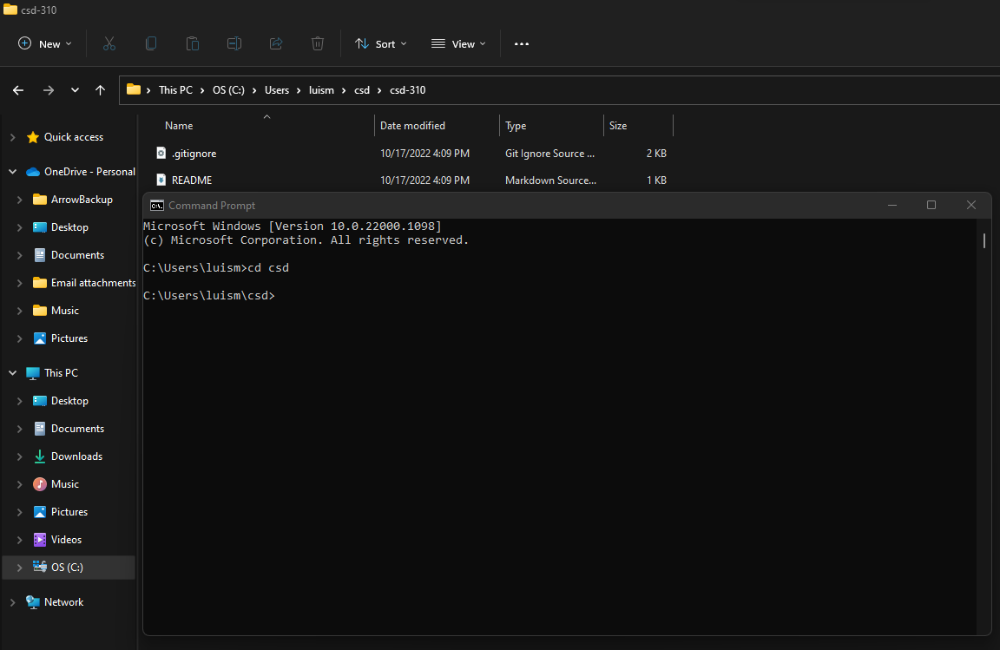 csd-310
New
Sort
View
This PC > OS (C:) > Users > luism > csd > csd-310
Name Date modified Type Size
.gitignore 10/17/2022 4:09 PM Git Ignore Source ... 2 KB
README 10/17/2022 4:09 PM Markdown Source... 1 KB
Quick access
OneDrive - Personal
ArrowBackup
Desktop
Documents
Email attachments
Music
Pictures
This PC
Desktop
Documents
Downloads
Music
Pictures
Videos
OS (C:)
Network
C:\.
Command Prompt
Microsoft Windows [Version 10.0.22000.1098]
(c) Microsoft Corporation. All rights reserved.
C:\Users\luism>cd csd
C:\Users\luism\csd>